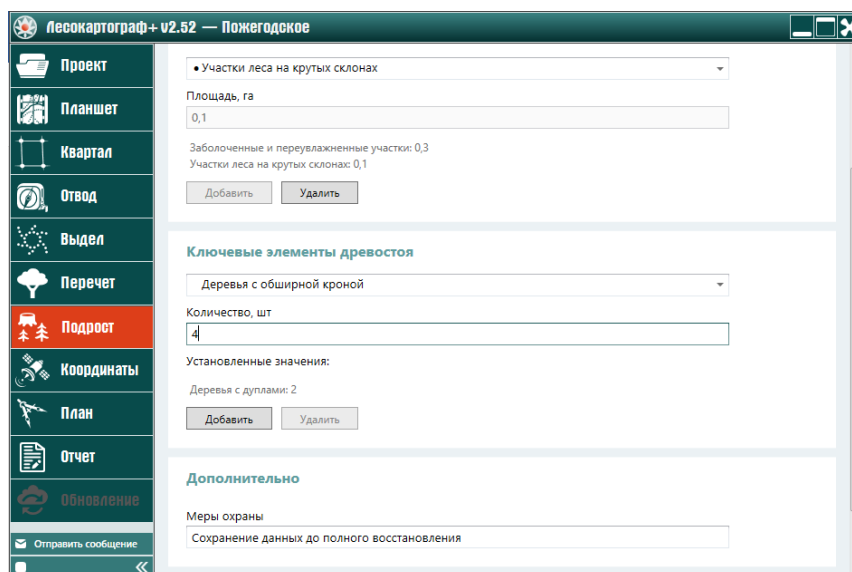 Лесокартограф+ v2.52 — Пожегодское
Проект
Планшет
Квартал
Отвод
Выдел
Перечет
Подрост
Координаты
План
Отчет
Обновление
Отправить сообщение
• Участки леса на крутых склонах
Площадь, га
0,1
Заболоченные и переувлажненные участки: 0,3
Участки леса на крутых склонах: 0,1
Добавить Удалить
Ключевые элементы древостоя
Деревья с обширной кроной
Количество, шт
4
Установленные значения:
Деревья с дуплами: 2
Добавить Удалить
Дополнительно
Меры охраны
Сохранение данных до полного восстановления